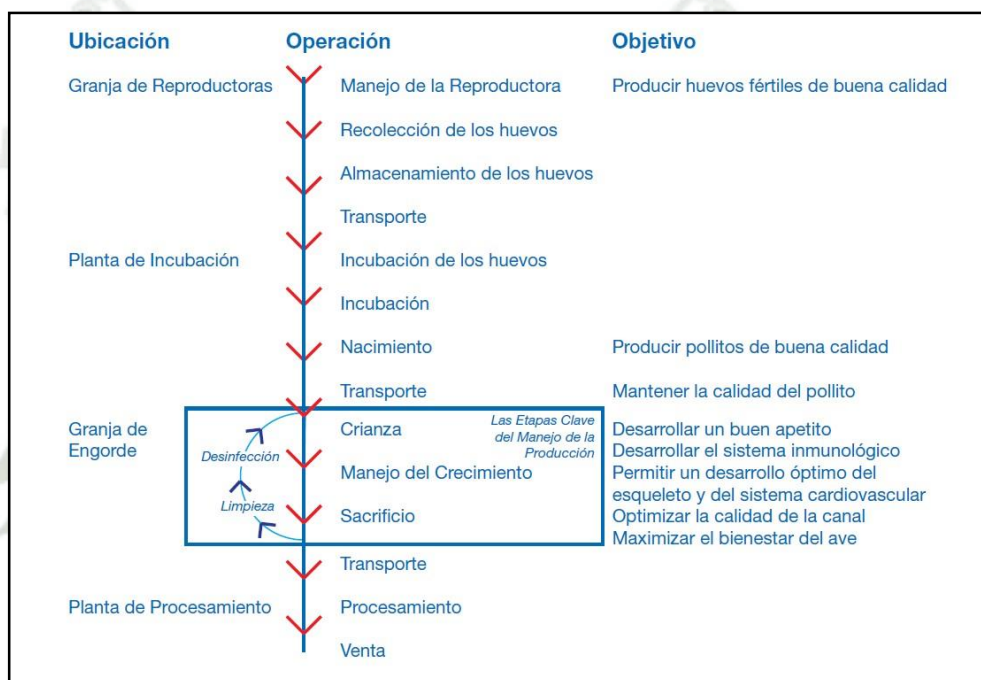 Ubicación Operación Objetivo
Granja de Reproductoras Manejo de la Reproductora Producir huevos fértiles de buena calidad
Recolección de los huevos
Almacenamiento de los huevos
Transporte
Planta de Incubación Incubación de los huevos
Incubación
Nacimiento Producir pollitos de buena calidad
Transporte Mantener la calidad del pollito
Granja de
Engorde
Desinfección
Limpieza
Crianza
Manejo del Crecimiento
Sacrificio
Las Etapas Clave
del Manejo de la
Producción
Desarrollar un buen apetito
Desarrollar el sistema inmunológico
Permitir un desarrollo óptimo del
esqueleto y del sistema cardiovascular
Optimizar la calidad de la canal
Maximizar el bienestar del ave
Transporte
Planta de Procesamiento Procesamiento
Venta